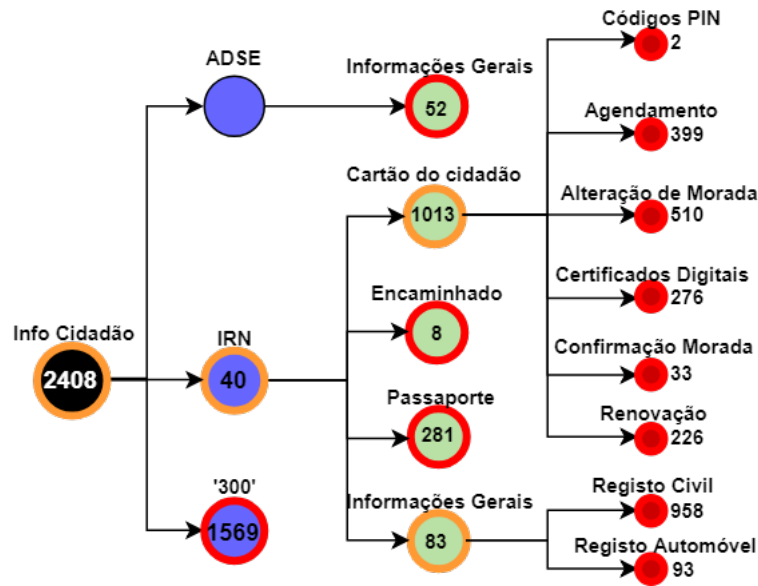 Códigos PIN
2
ADSE
Informações Gerais
52
Agendamento
399
Cartão do cidadão
1013
Alteração de Morada
510
Certificados Digitais
276
Encaminhado
8
Info Cidadão
2408
IRN
40
Confirmação Morada
33
Passaporte
281
Renovação
226
'300'
1569
Informações Gerais
83
Registo Civil
958
Registo Automóvel
93